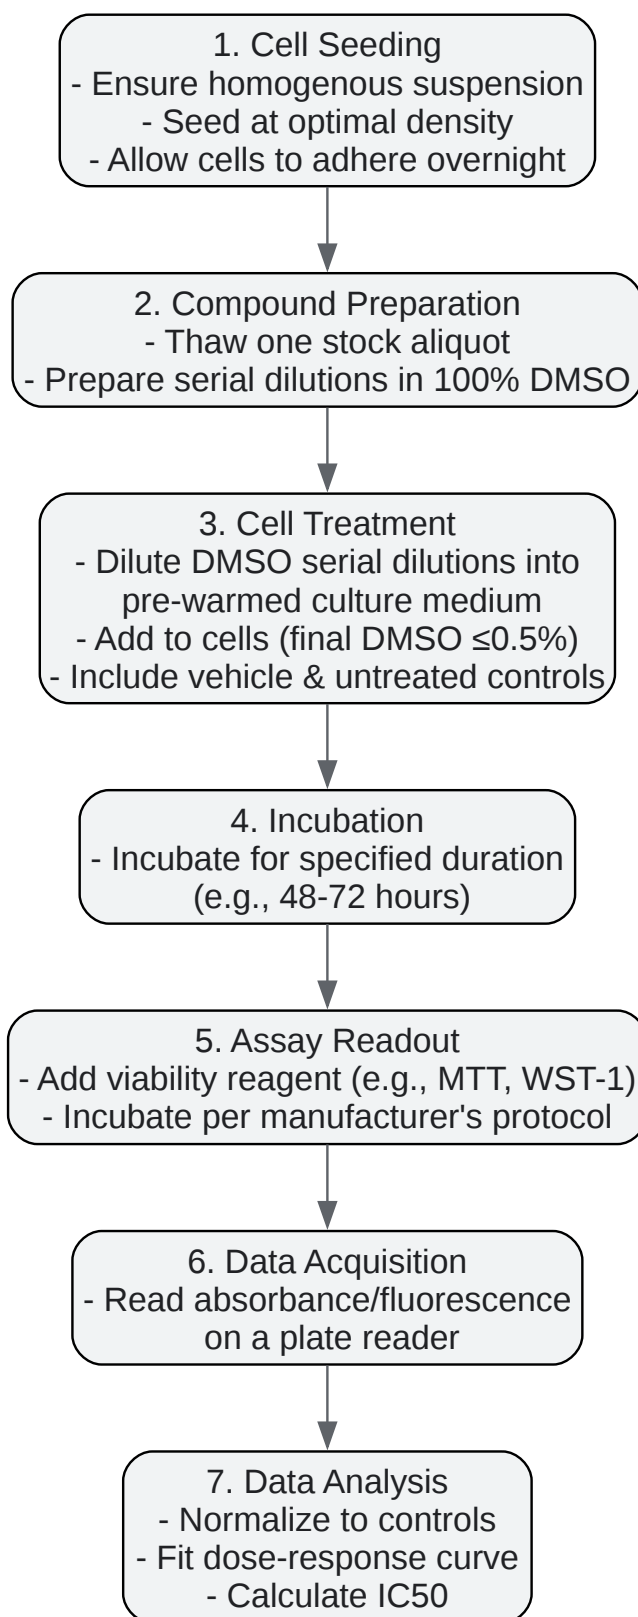 1. Cell Seeding
- Ensure homogenous suspension
- Seed at optimal density
- Allow cells to adhere overnight
2. Compound Preparation
- Thaw one stock aliquot
- Prepare serial dilutions in 100% DMSO
3. Cell Treatment
- Dilute DMSO serial dilutions into
pre-warmed culture medium
- Add to cells (final DMSO ≤0.5%)
- Include vehicle & untreated controls
4. Incubation
- Incubate for specified duration
(e.g., 48-72 hours)
5. Assay Readout
- Add viability reagent (e.g., MTT, WST-1)
- Incubate per manufacturer's protocol
6. Data Acquisition
- Read absorbance/fluorescence
on a plate reader
7. Data Analysis
- Normalize to controls
- Fit dose-response curve
- Calculate IC50